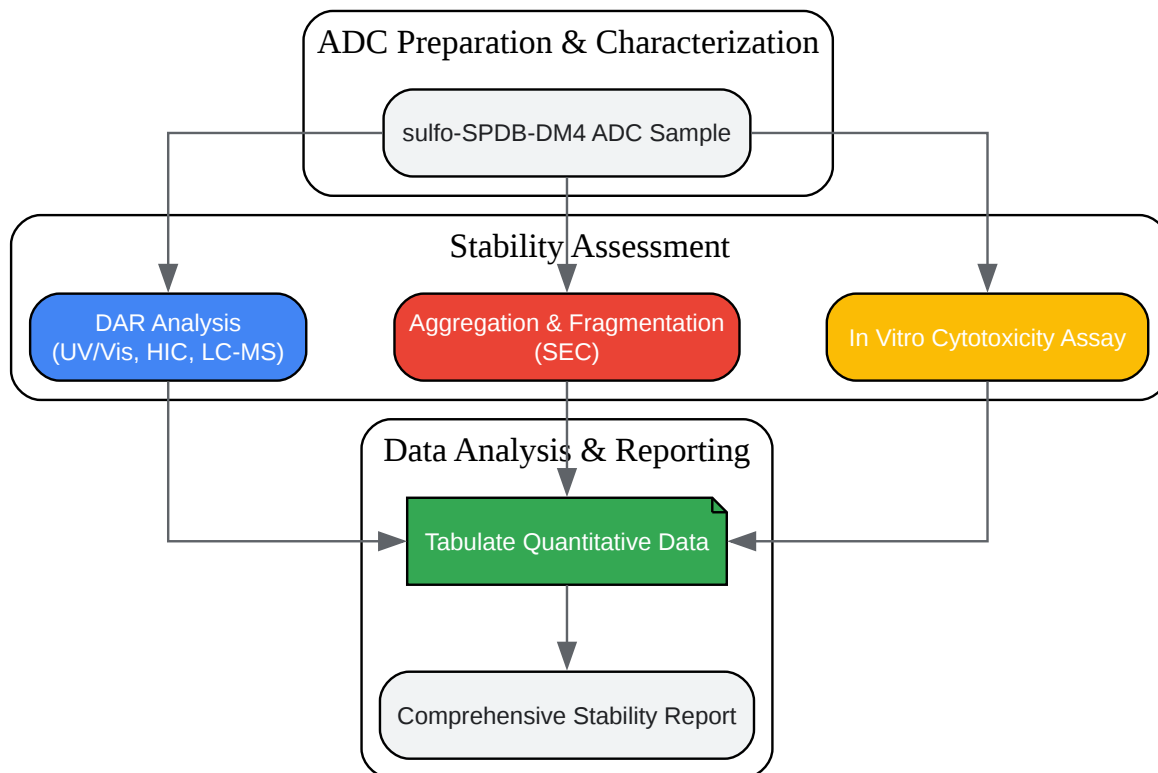 ADC Preparation & Characterization
sulfo-SPDB-DM4 ADC Sample
Stability Assessment
DAR Analysis
(UV/Vis, HIC, LC-MS)
Aggregation & Fragmentation
(SEC)
In Vitro Cytotoxicity Assay
Data Analysis & Reporting
Tabulate Quantitative Data
Comprehensive Stability Report